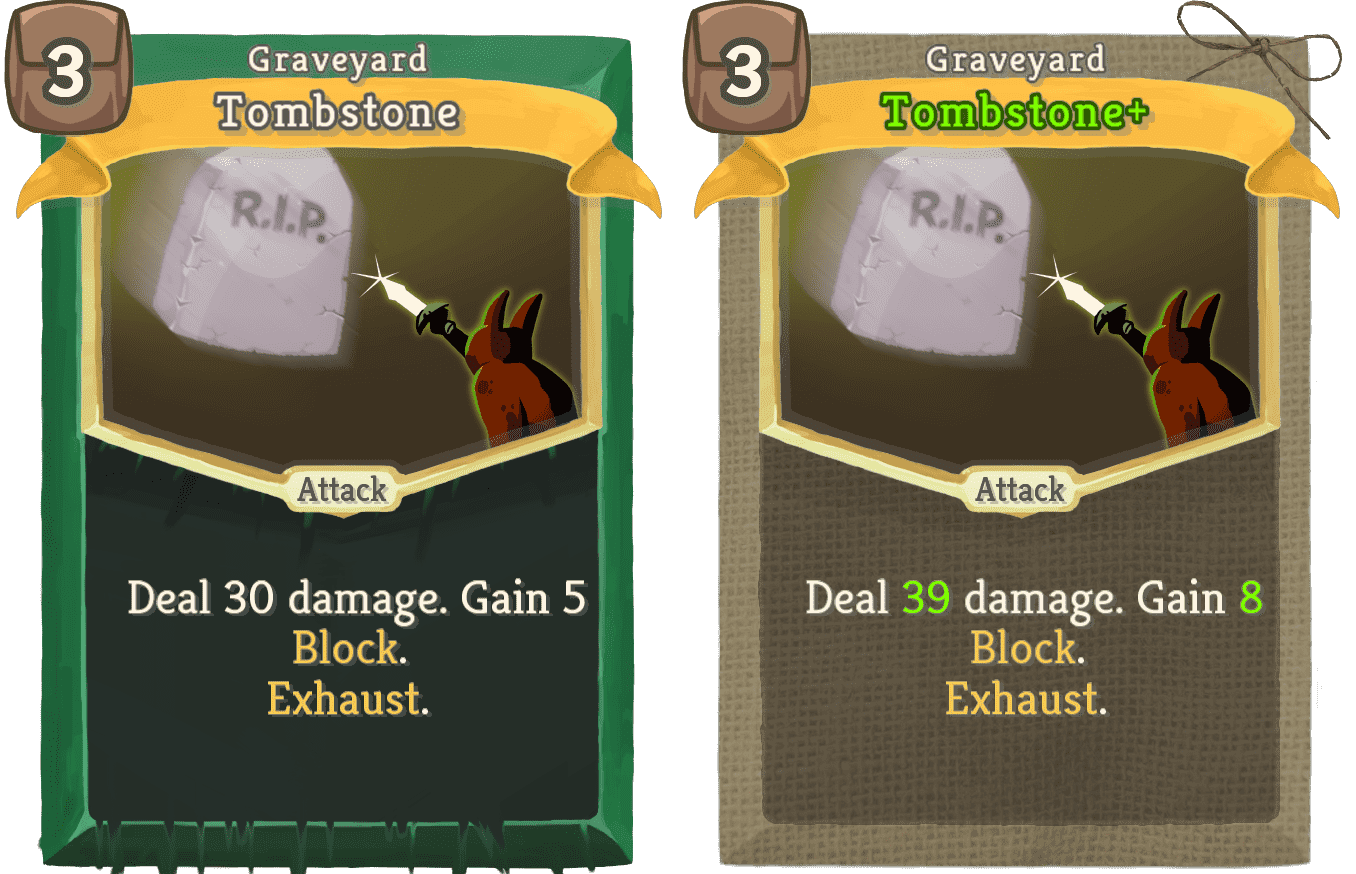 3
Graveyard
Tombstone
R.I.P.
Attack
Deal 30 damage. Gain 5
Block.
Exhaust.
3
Graveyard
Tombstone+
R.I.P.
Attack
Deal 39 damage. Gain 8
Block.
Exhaust.